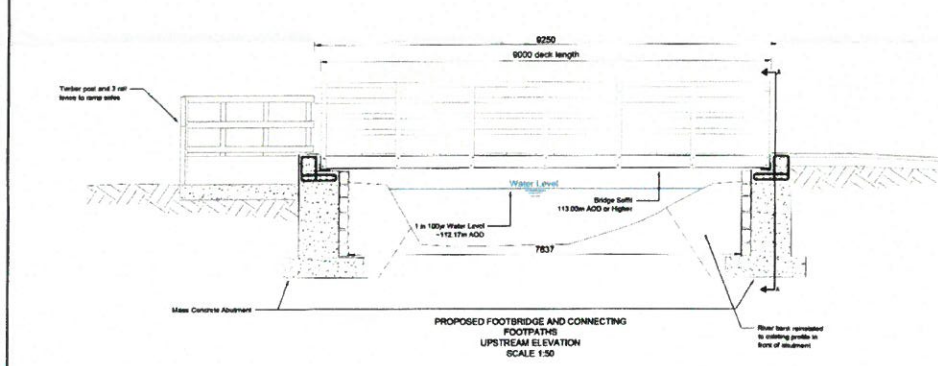 9250
9000 deck length
Timber post and 3 rail
fence to ramp sides
Water Level
Bridge Soffit
113.03m AOD or Higher
1 in 100yr Water Level
~112.17m AOD
7837
A
A
Mass Concrete Abutment
PROPOSED FOOTBRIDGE AND CONNECTING
FOOTPATHS
UPSTREAM ELEVATION
SCALE 1:50
River bank reinstated
to existing profile in
front of abutment